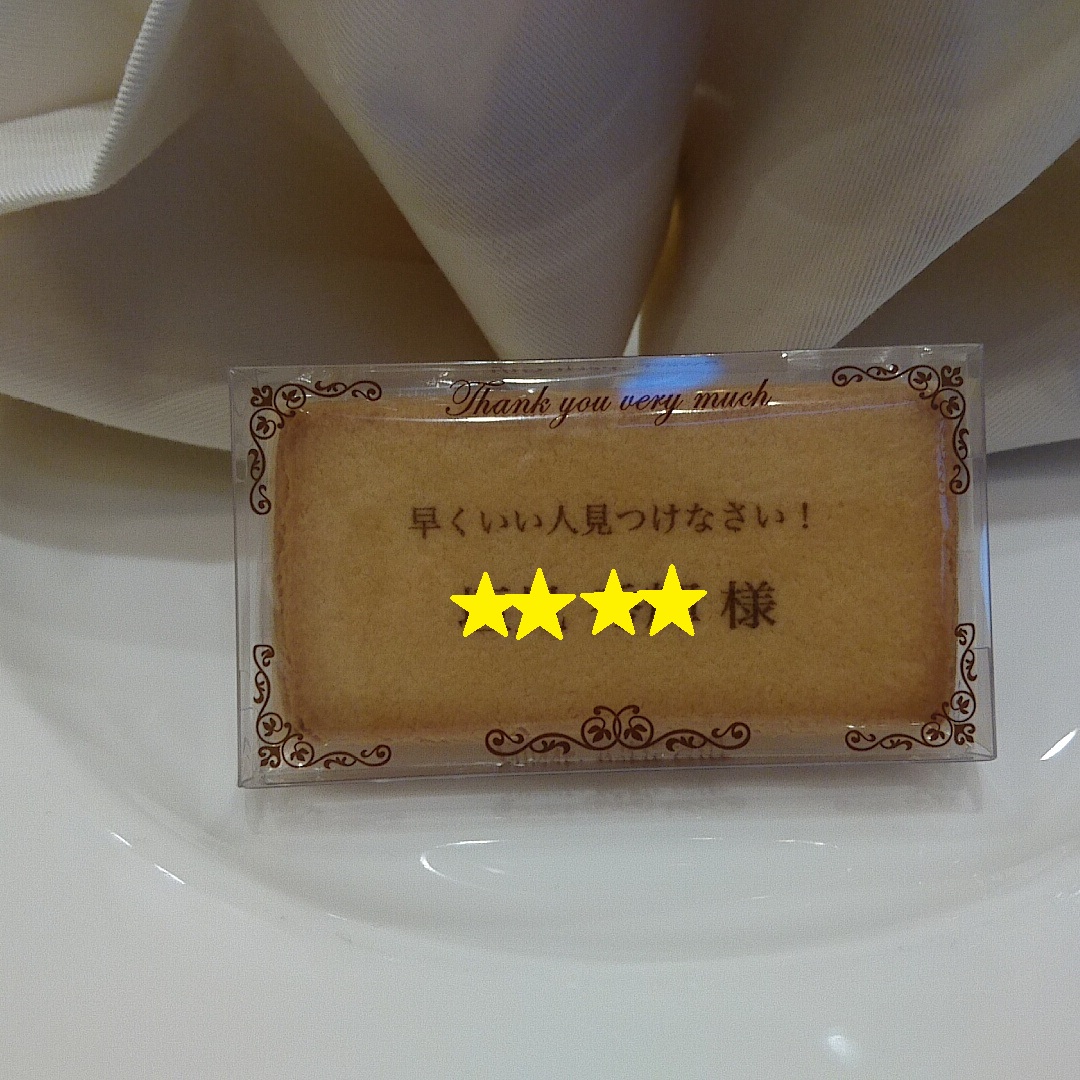 Thank you very much
早くいい人見つけなさい！
様